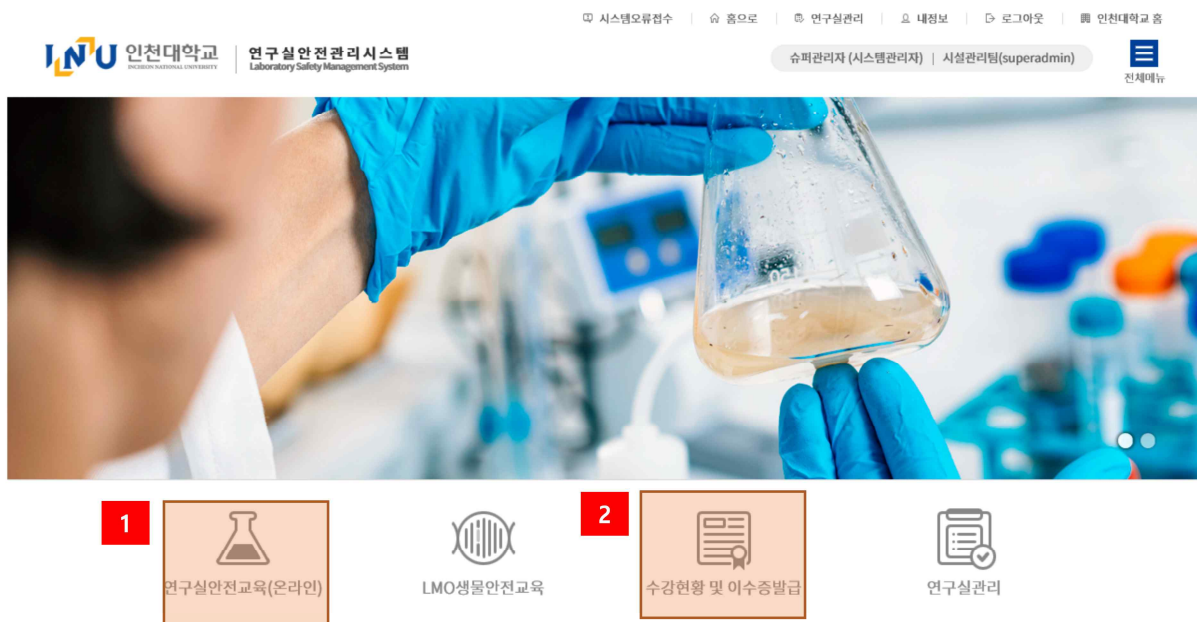 시스템오류접수 홈으로 연구실관리 내정보 로그아웃 인천대학교 홈
INU 인천대학교 연구실안전관리시스템
INCHEON NATIONAL UNIVERSITY Laboratory Safety Management System
슈퍼관리자 (시스템관리자) | 시설관리팀(superadmin)
전체메뉴
1
2
연구실안전교육(온라인) LMO생물안전교육 수강현황 및 이수증발급 연구실관리